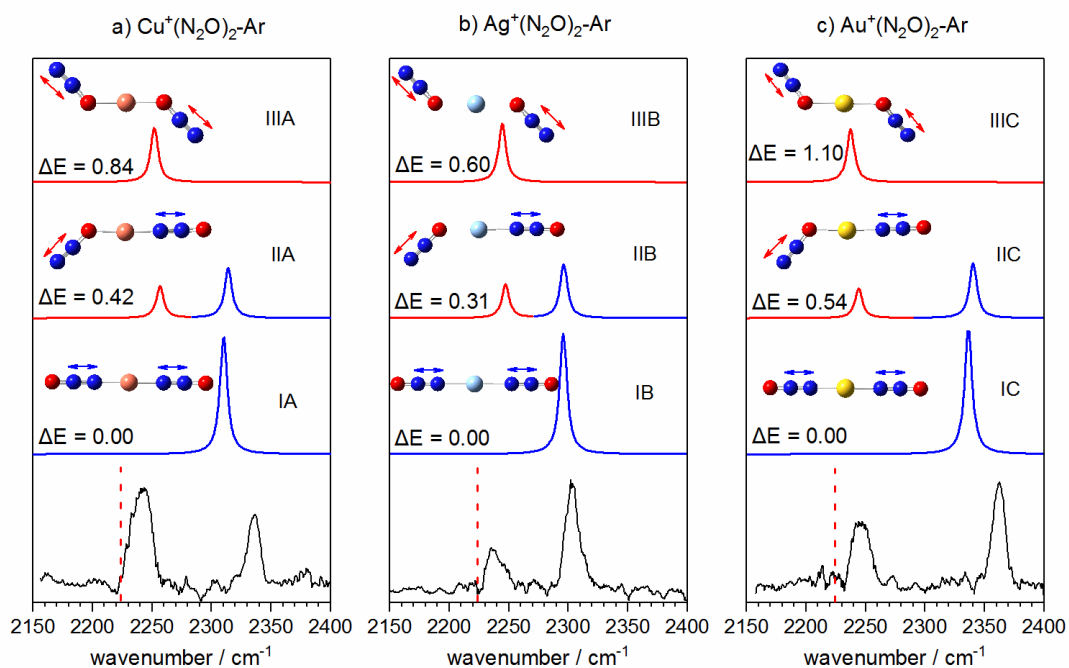 a) Cu⁺(N₂O)₂-Ar
IIIA
ΔE = 0.84
IIA
ΔE = 0.42
IA
ΔE = 0.00
2150 2200 2250 2300 2350 2400
wavenumber / cm⁻¹
b) Ag⁺(N₂O)₂-Ar
IIIB
ΔE = 0.60
IIB
ΔE = 0.31
IB
ΔE = 0.00
2150 2200 2250 2300 2350 2400
wavenumber / cm⁻¹
c) Au⁺(N₂O)₂-Ar
IIIC
ΔE = 1.10
IIC
ΔE = 0.54
IC
ΔE = 0.00
2150 2200 2250 2300 2350 2400
wavenumber / cm⁻¹